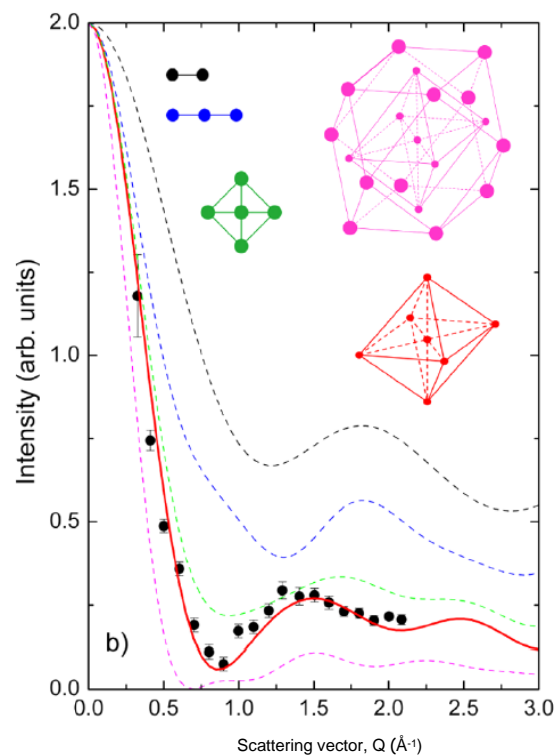 2.0
1.5
1.0
0.5
0.0
Intensity (arb. units)
b)
0.0 0.5 1.0 1.5 2.0 2.5 3.0
Scattering vector, Q (Å⁻¹)